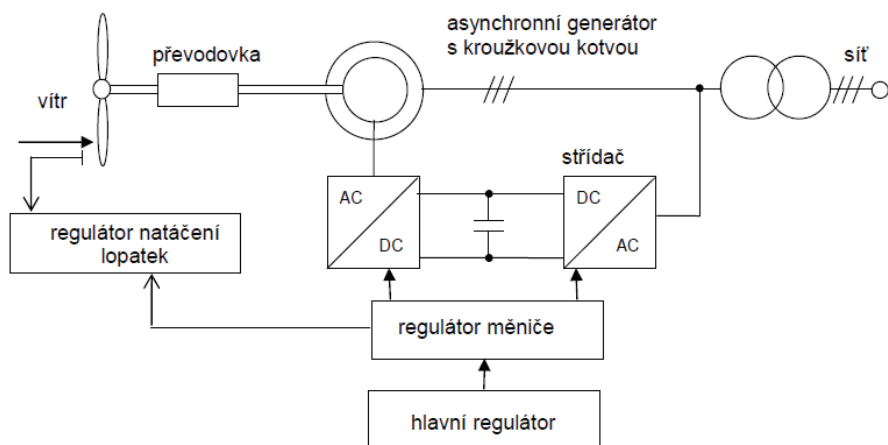 asynchronní generátor
s kroužkovou kotvou
převodovka
síť
vítr
střídač
AC
DC
DC
AC
regulátor natáčení
lopatek
regulátor měniče
hlavní regulátor